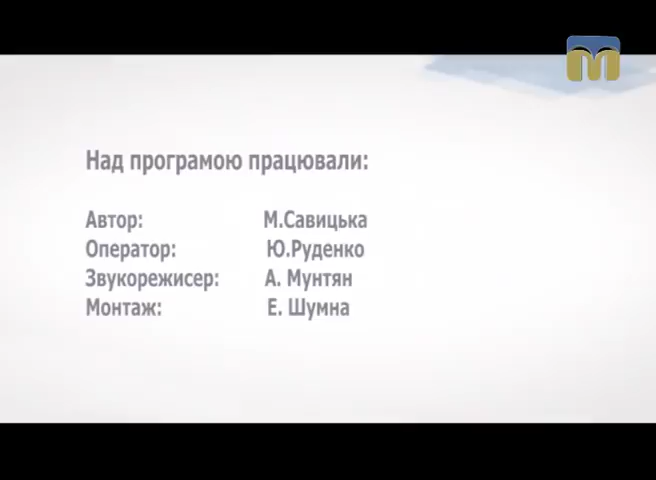 Над програмою працювали:
Автор: М.Савицька
Оператор: Ю.Руденко
Звукорежисер: А. Мунтян
Монтаж: Е. Шумна